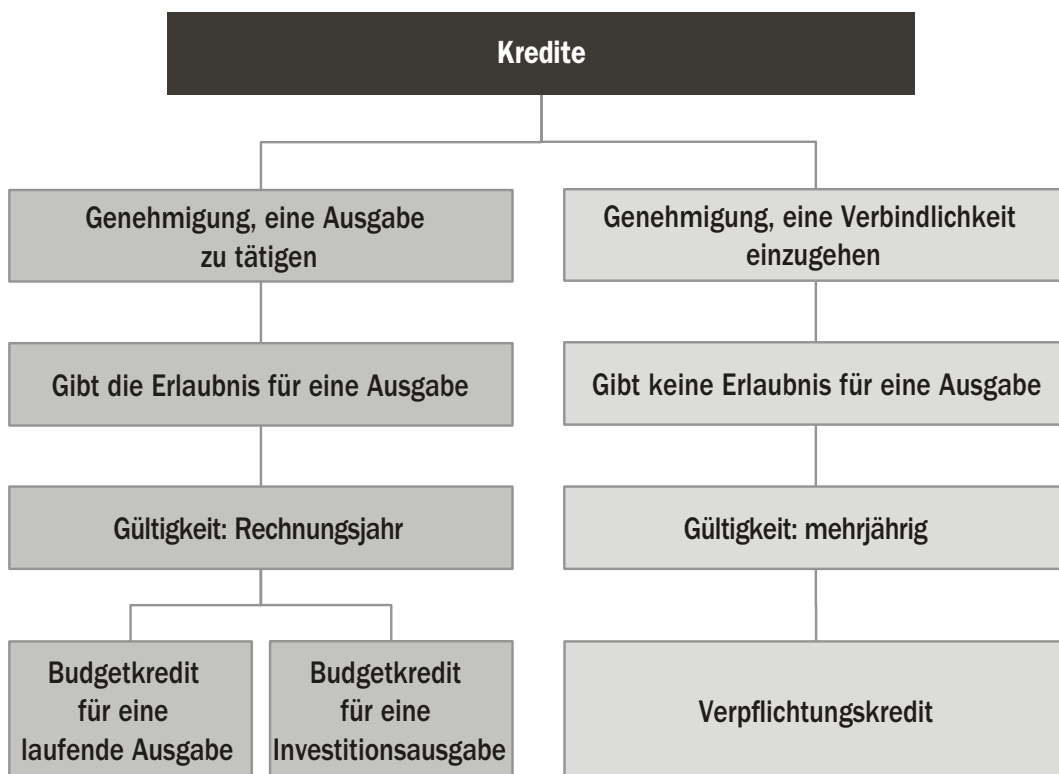 Kredite
Genehmigung, eine Ausgabe
zu tätigen
Genehmigung, eine Verbindlichkeit
einzugehen
Gibt die Erlaubnis für eine Ausgabe
Gibt keine Erlaubnis für eine Ausgabe
Gültigkeit: Rechnungsjahr
Gültigkeit: mehrjährig
Budgetkredit
für eine
laufende Ausgabe
Budgetkredit
für eine
Investitionsausgabe
Verpflichtungskredit